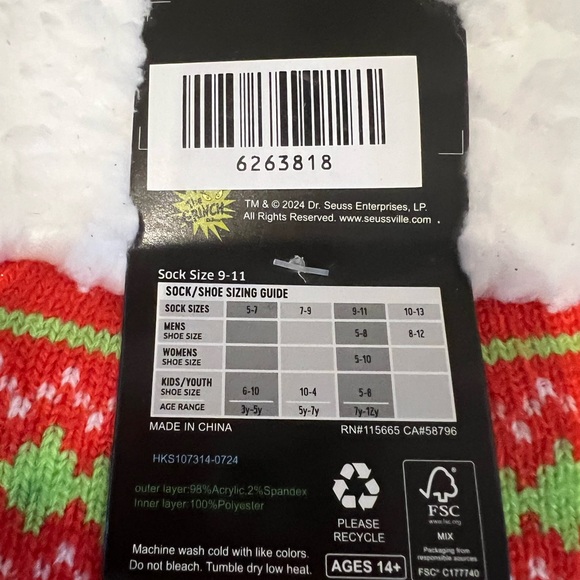 6263818
The
GRINCH
TM & © 2024 Dr. Seuss Enterprises, LP.
All Rights Reserved. www.seussville.com .
Sock Size 9-11
SOCK/SHOE SIZING GUIDE
SOCK SIZES 5-7 7-9 9-11 10-13
MENS
SHOE SIZE 5-8 8-12
WOMENS
SHOE SIZE 5-10
KIDS/YOUTH
SHOE SIZE 6-10 10-4 5-8
AGE RANGE 3y-5y 5y-7y 7y-12y
MADE IN CHINA RN#115665 CA#58796
HKS107314-0724
outer layer:98%Acrylic.2%Spandex
Inner layer:100%Polyester
PLEASE
RECYCLE
FSC
www.fsc.org
MIX
Packaging from
responsible sources
FSC® C177740
Machine wash cold with like colors.
Do not bleach. Tumble dry low heat.
AGES 14+